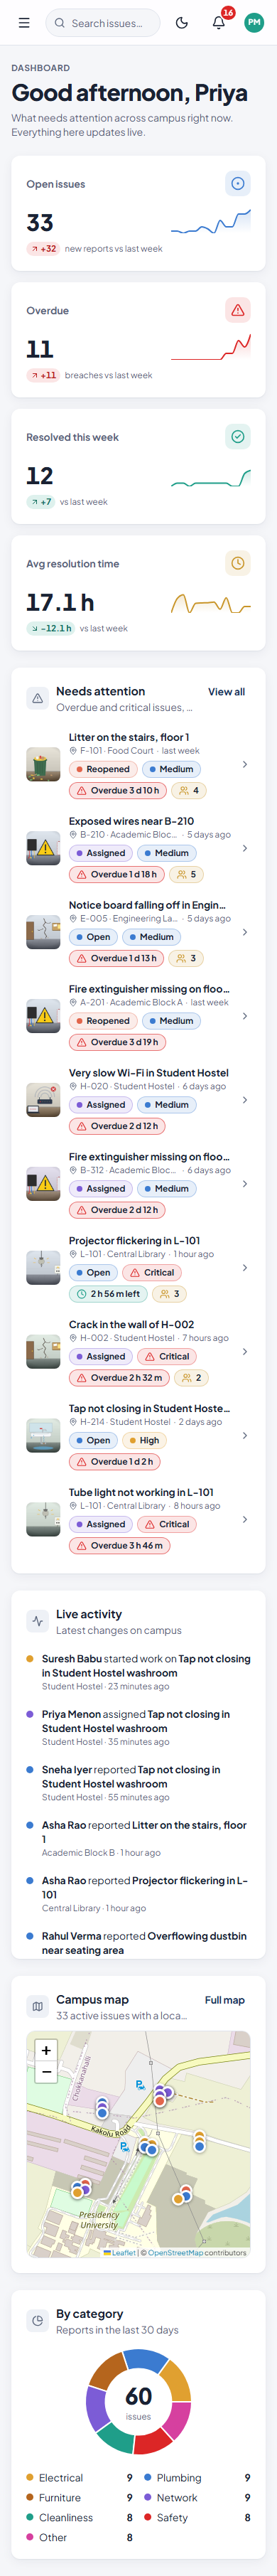 Search issues...
16
PM
DASHBOARD
Good afternoon, Priya
What needs attention across campus right now.
Everything here updates live.
Open issues
33
+32 new reports vs last week
Overdue
11
+11 breaches vs last week
Resolved this week
12
+7 vs last week
Avg resolution time
17.1 h
−12.1 h vs last week
Needs attention
View all
Overdue and critical issues, …
Litter on the stairs, floor 1
F-101 · Food Court · last week
Reopened Medium
Overdue 3 d 10 h 4
Exposed wires near B-210
B-210 · Academic Bloc… · 5 days ago
Assigned Medium
Overdue 1 d 18 h 5
Notice board falling off in Engin…
E-005 · Engineering La… · 5 days ago
Open Medium
Overdue 1 d 13 h 3
Fire extinguisher missing on floo…
A-201 · Academic Block A · last week
Reopened Medium
Overdue 3 d 19 h
Very slow Wi-Fi in Student Hostel
H-020 · Student Hostel · 6 days ago
Assigned Medium
Overdue 2 d 12 h
Fire extinguisher missing on floo…
B-312 · Academic Bloc… · 6 days ago
Assigned Medium
Overdue 2 d 12 h
Projector flickering in L-101
L-101 · Central Library · 1 hour ago
Open Critical
2 h 56 m left 3
Crack in the wall of H-002
H-002 · Student Hostel · 7 hours ago
Assigned Critical
Overdue 2 h 32 m 2
Tap not closing in Student Hoste…
H-214 · Student Hostel · 2 days ago
Open High
Overdue 1 d 2 h
Tube light not working in L-101
L-101 · Central Library · 8 hours ago
Assigned Critical
Overdue 3 h 46 m
Live activity
Latest changes on campus
Suresh Babu started work on Tap not closing
in Student Hostel washroom
Student Hostel · 23 minutes ago
Priya Menon assigned Tap not closing in
Student Hostel washroom
Student Hostel · 35 minutes ago
Sneha Iyer reported Tap not closing in
Student Hostel washroom
Student Hostel · 55 minutes ago
Asha Rao reported Litter on the stairs, floor
1
Academic Block B · 1 hour ago
Asha Rao reported Projector flickering in L-
101
Central Library · 1 hour ago
Rahul Verma reported Overflowing dustbin
near seating area
Campus map
Full map
33 active issues with a loca…
+
−
Chokkanahalli
Kakolu Road
Presidency
University
Leaflet | © OpenStreetMap contributors
By category
Reports in the last 30 days
60
issues
Electrical 9 Plumbing 9
Furniture 9 Network 9
Cleanliness 8 Safety 8
Other 8